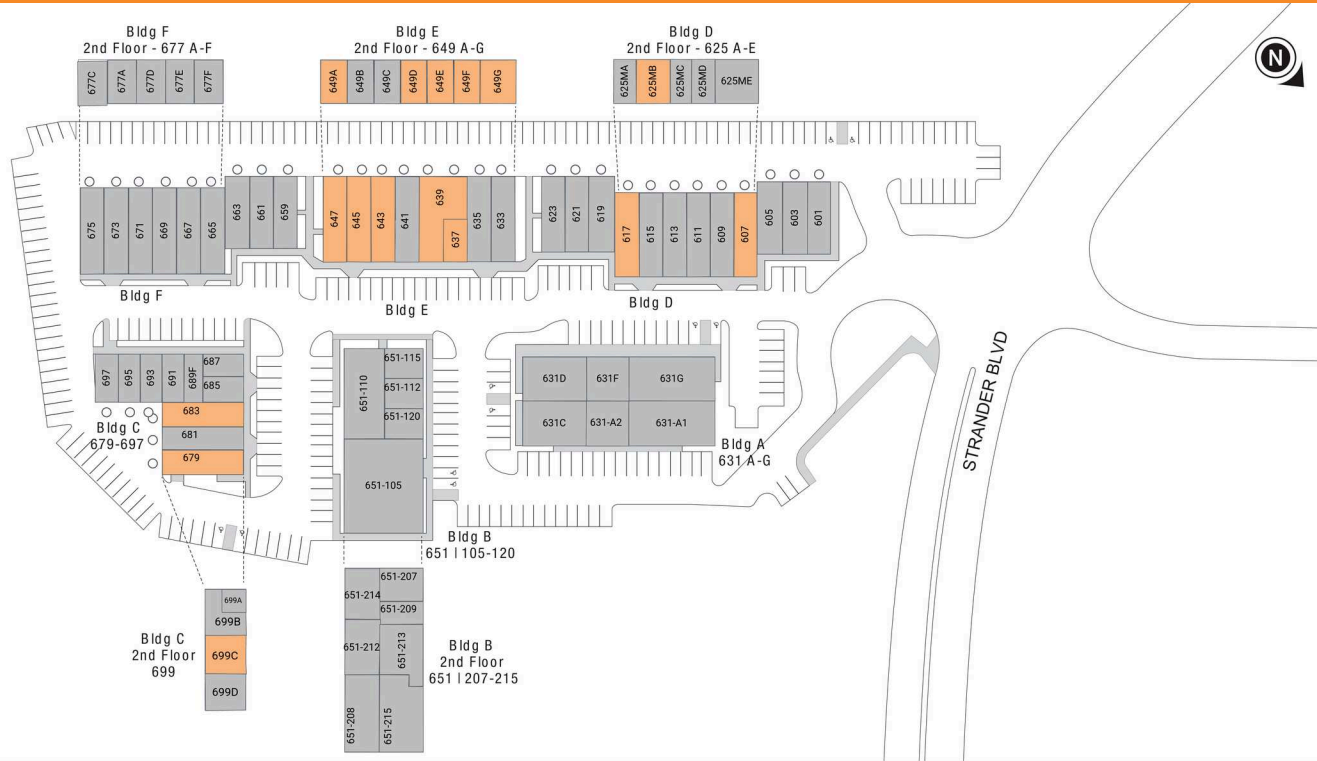 Bldg F
2nd Floor - 677 A-F
Bldg E
2nd Floor - 649 A-G
Bldg D
2nd Floor - 625 A-E
N
677C
677A
677D
677E
677F
649A
649B
649C
649D
649E
649F
649G
625MA
625MB
625MC
625MD
625ME
675
673
671
669
667
665
663
661
659
647
645
643
641
639
637
635
633
623
621
619
617
615
613
611
609
607
605
603
601
Bldg F
Bldg E
Bldg D
697
695
693
691
689F
687
685
683
681
679
Bldg C
679-697
651-110
651-115
651-112
651-120
651-105
631D
631F
631G
631C
631-A2
631-A1
Bldg A
631 A-G
STRANDER BLVD
Bldg B
651 | 105-120
699A
699B
699C
699D
Bldg C
2nd Floor
699
651-214
651-207
651-209
651-212
651-213
651-208
651-215
Bldg B
2nd Floor
651 | 207-215